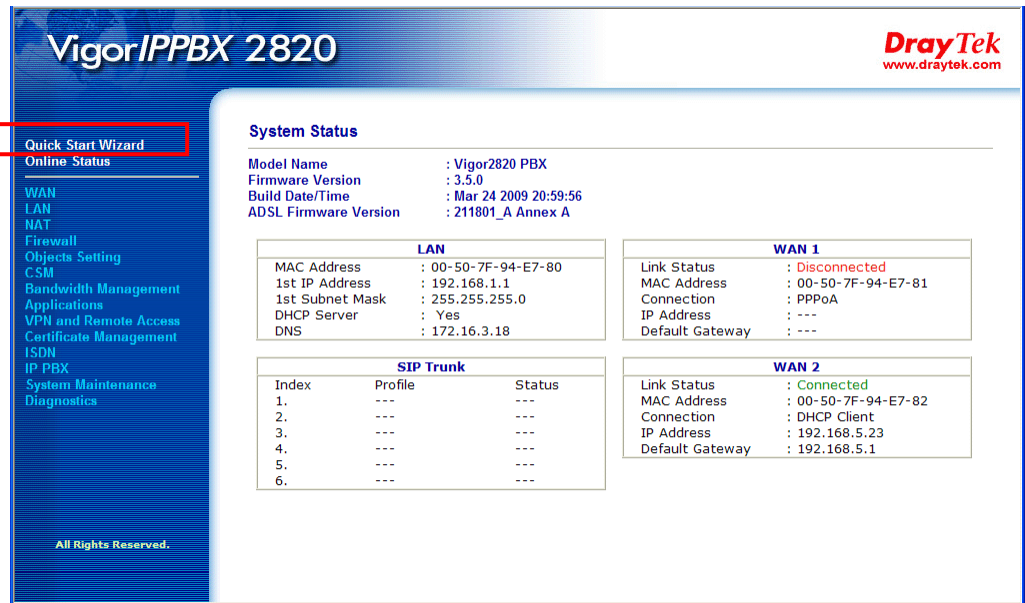 VigorIPPBX 2820
DrayTek
www.draytek.com
Quick Start Wizard
Online Status
WAN
LAN
NAT
Firewall
Objects Setting
CSM
Bandwidth Management
Applications
VPN and Remote Access
Certificate Management
ISDN
IP PBX
System Maintenance
Diagnostics
All Rights Reserved.
System Status
Model Name : Vigor2820 PBX
Firmware Version : 3.5.0
Build Date/Time : Mar 24 2009 20:59:56
ADSL Firmware Version : 211801_A Annex A
LAN
MAC Address : 00-50-7F-94-E7-80
1st IP Address : 192.168.1.1
1st Subnet Mask : 255.255.255.0
DHCP Server : Yes
DNS : 172.16.3.18
WAN 1
Link Status : Disconnected
MAC Address : 00-50-7F-94-E7-81
Connection : PPPoA
IP Address : ---
Default Gateway : ---
SIP Trunk
Index Profile Status
1. --- ---
2. --- ---
3. --- ---
4. --- ---
5. --- ---
6. --- ---
WAN 2
Link Status : Connected
MAC Address : 00-50-7F-94-E7-82
Connection : DHCP Client
IP Address : 192.168.5.23
Default Gateway : 192.168.5.1